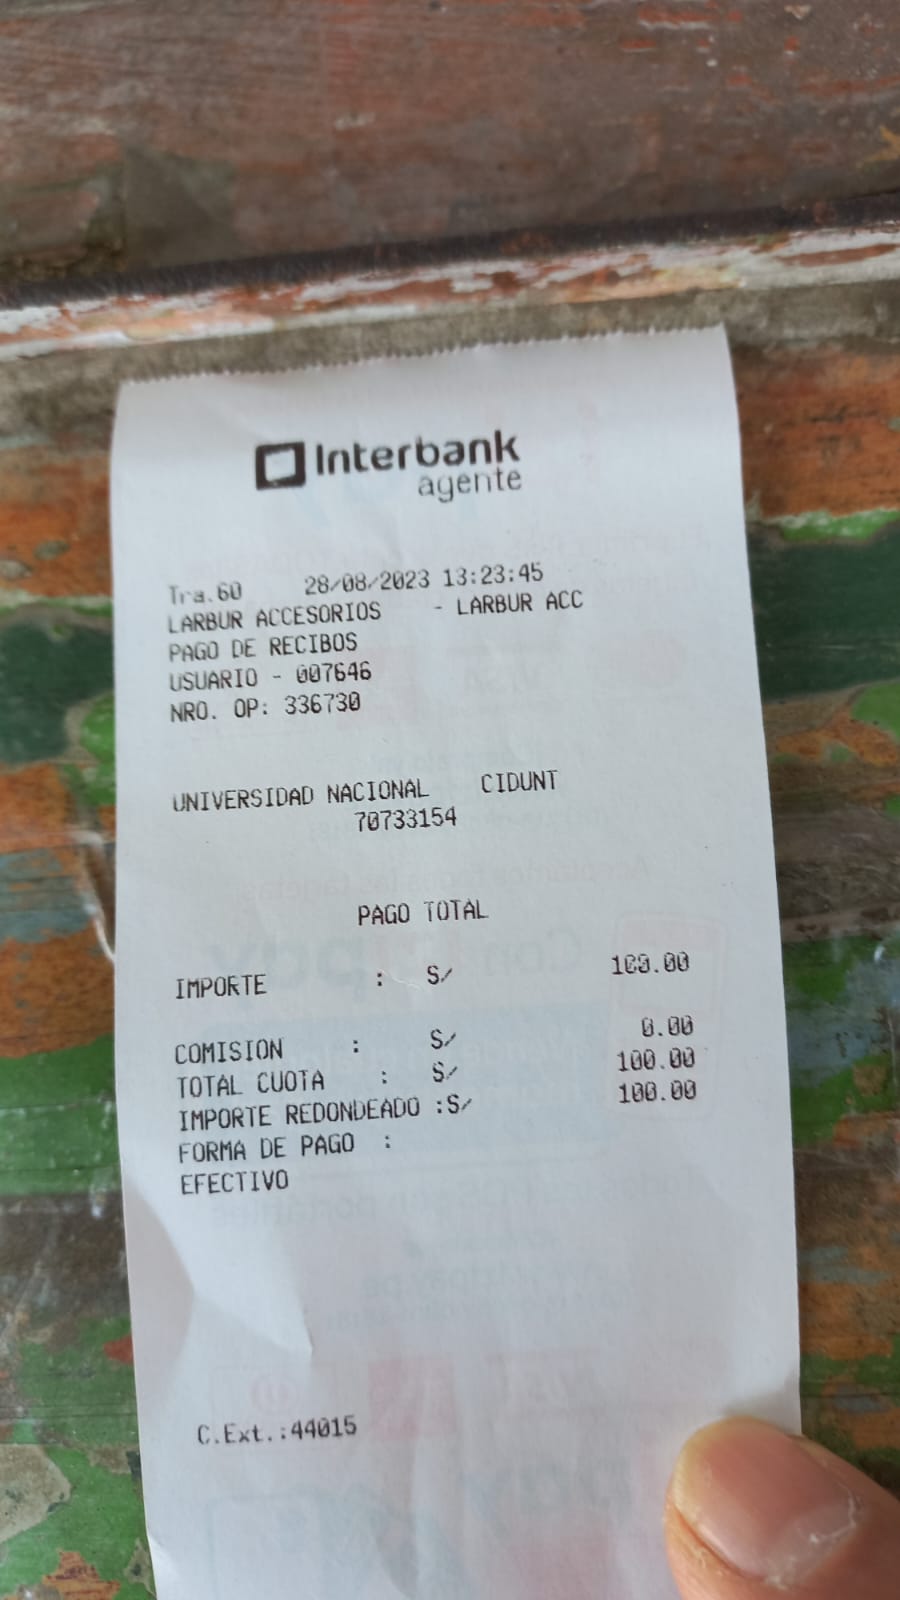 Interbank
agente
Tra.60 28/08/2023 13:23:45
LARBUR ACCESORIOS - LARBUR ACC
PAGO DE RECIBOS
USUARIO - 007646
NRO. OP: 336730
UNIVERSIDAD NACIONAL CIDUNT
70733154
PAGO TOTAL
IMPORTE : S/ 100.00
COMISION : S/ 0.00
TOTAL CUOTA : S/ 100.00
IMPORTE REDONDEADO :S/ 100.00
FORMA DE PAGO :
EFECTIVO
C.Ext.:44015